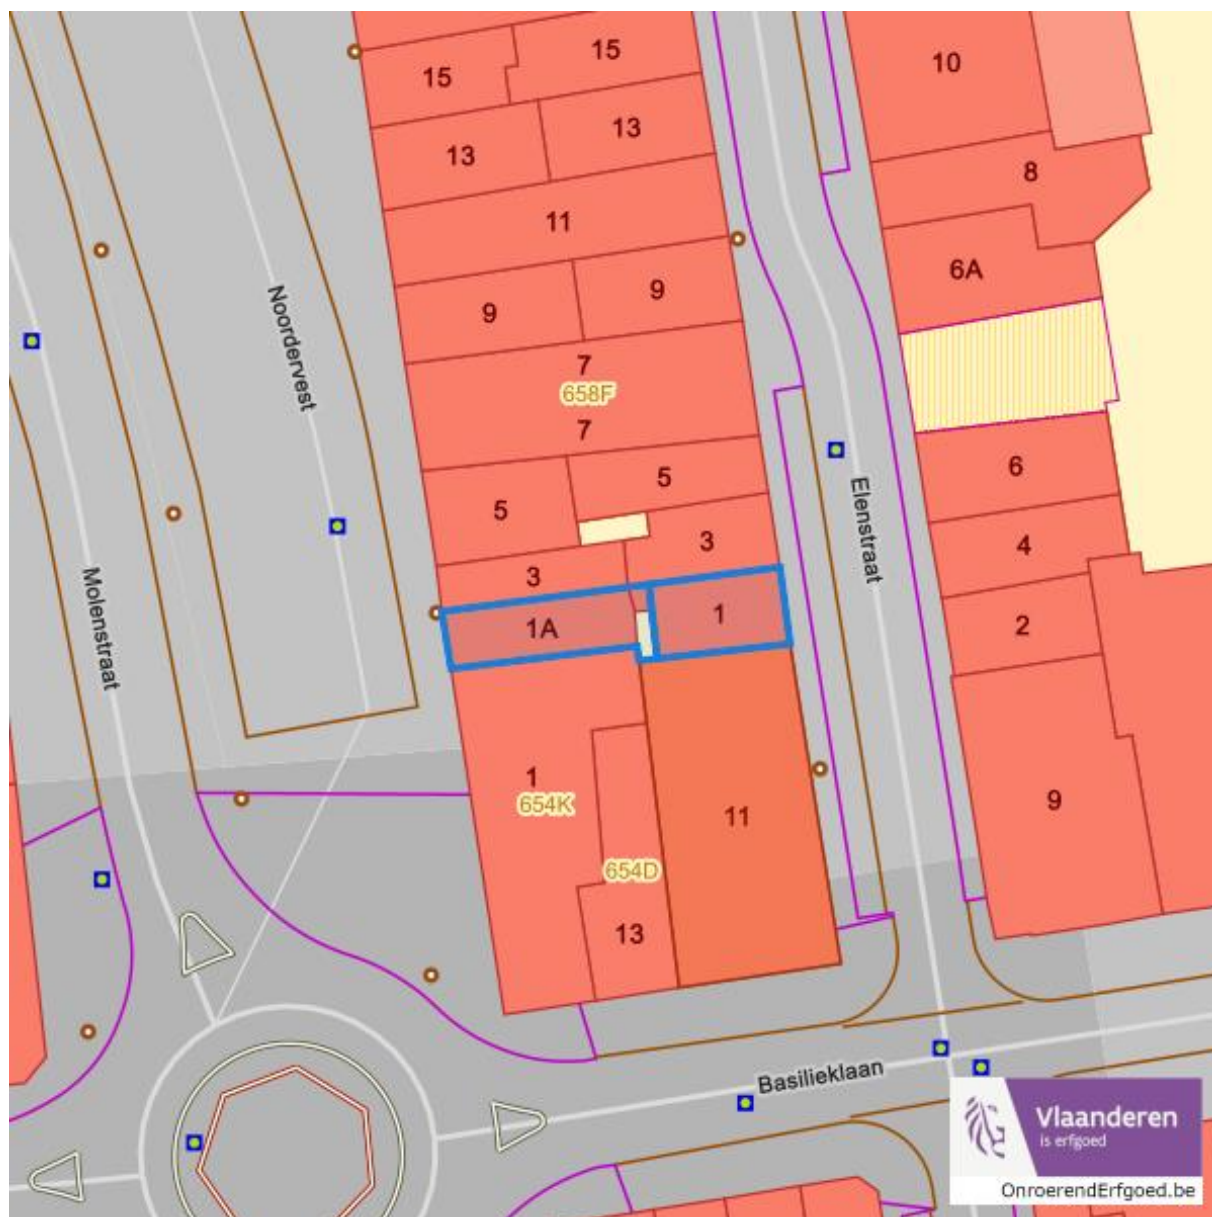 15
15
10
13
13
8
11
6A
9
9
Noordervest
7
658F
7
6
5
5
Elenstraat
3
4
3
Molenstraat
1A
1
2
1
654K
11
9
654D
13
Basilieklaan
Vlaanderen
is erfgoed
OnroerendErfgoed.be